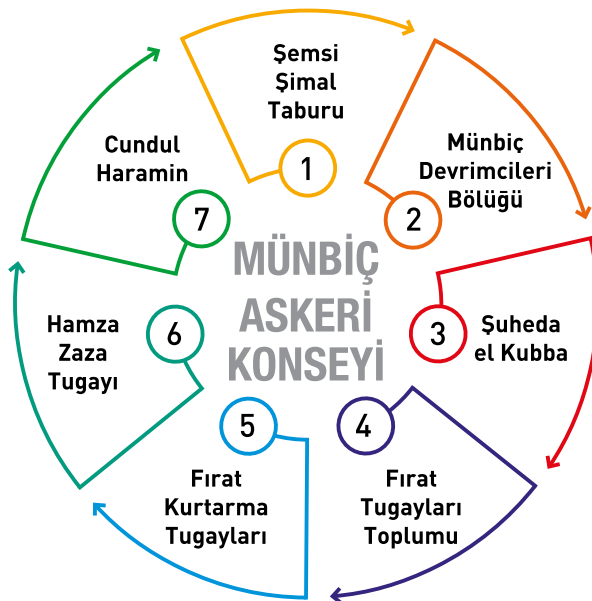 MÜNBİÇ
ASKERİ
KONSEYİ
Şemsi
Şimal
Taburu
1
Münbiç
Devrimcileri
Bölüğü
2
3
Şuheda
el Kubba
4
Fırat
Tugayları
Toplumu
5
Fırat
Kurtarma
Tugayları
6
Hamza
Zaza
Tugayı
Cundul
Haramin
7